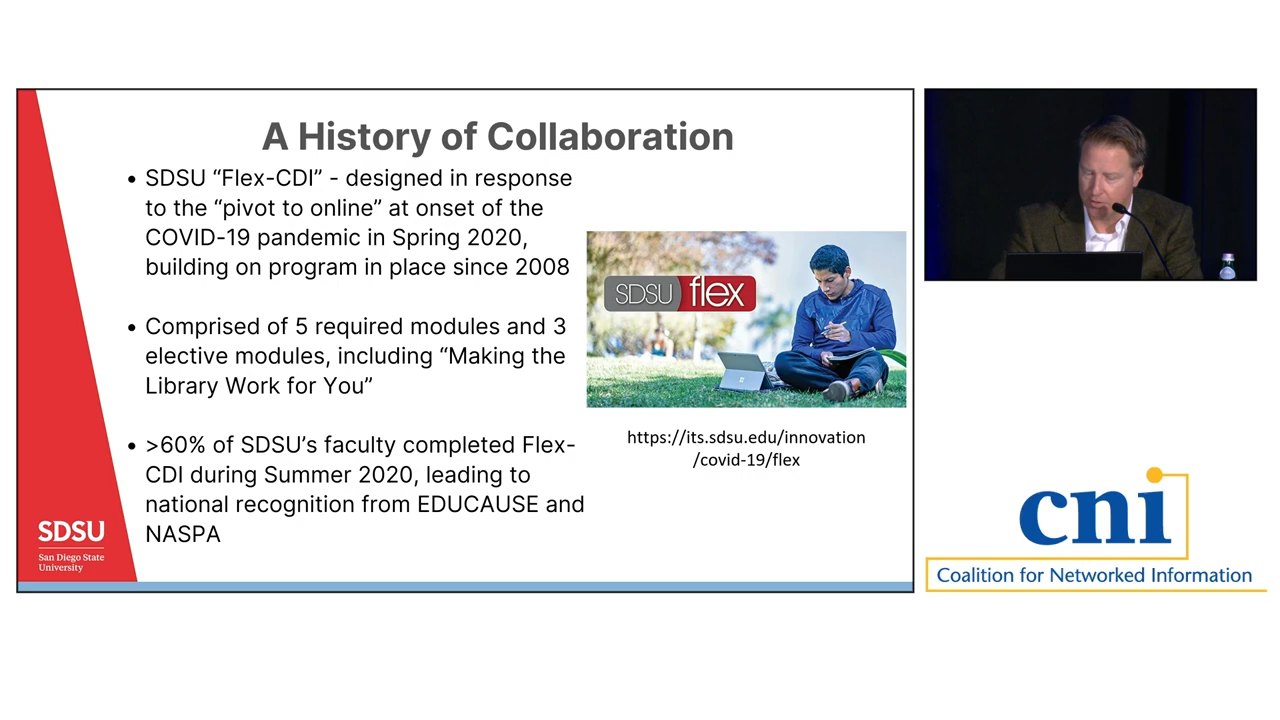 A History of Collaboration
• SDSU “Flex-CDI” - designed in response
to the “pivot to online” at onset of the
COVID-19 pandemic in Spring 2020,
building on program in place since 2008
• Comprised of 5 required modules and 3
elective modules, including “Making the
Library Work for You”
• >60% of SDSU’s faculty completed Flex-
CDI during Summer 2020, leading to
national recognition from EDUCAUSE and
NASPA
SDSU flex
https://its.sdsu.edu/innovation
/covid-19/flex
SDSU
San Diego State
University
cni
Coalition for Networked Information